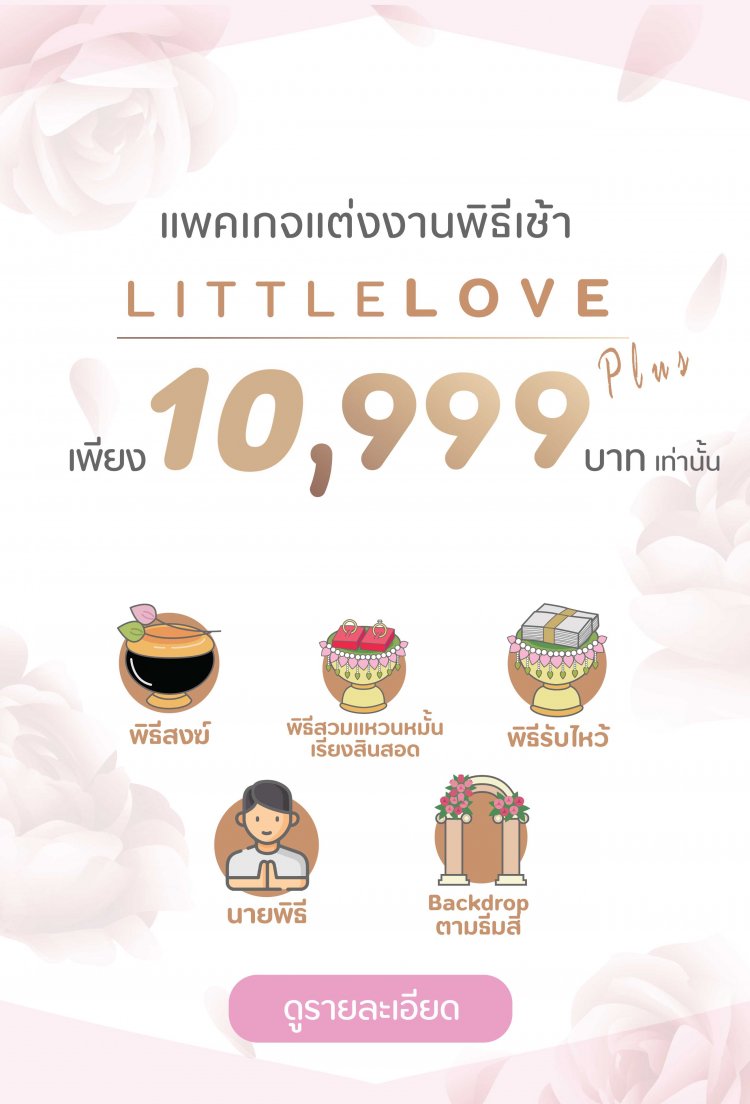 แพคเกจแต่งงานพิธีเช้า
LITTLELOVE
Plus
เพียง 10,999 บาท เท่านั้น
พิธีสงฆ์
พิธีสวมแหวนหมั้น
เรียงสินสอด
พิธีรับไหว้
นายพิธี
Backdrop
ตามธีมสี
ดูรายละเอียด